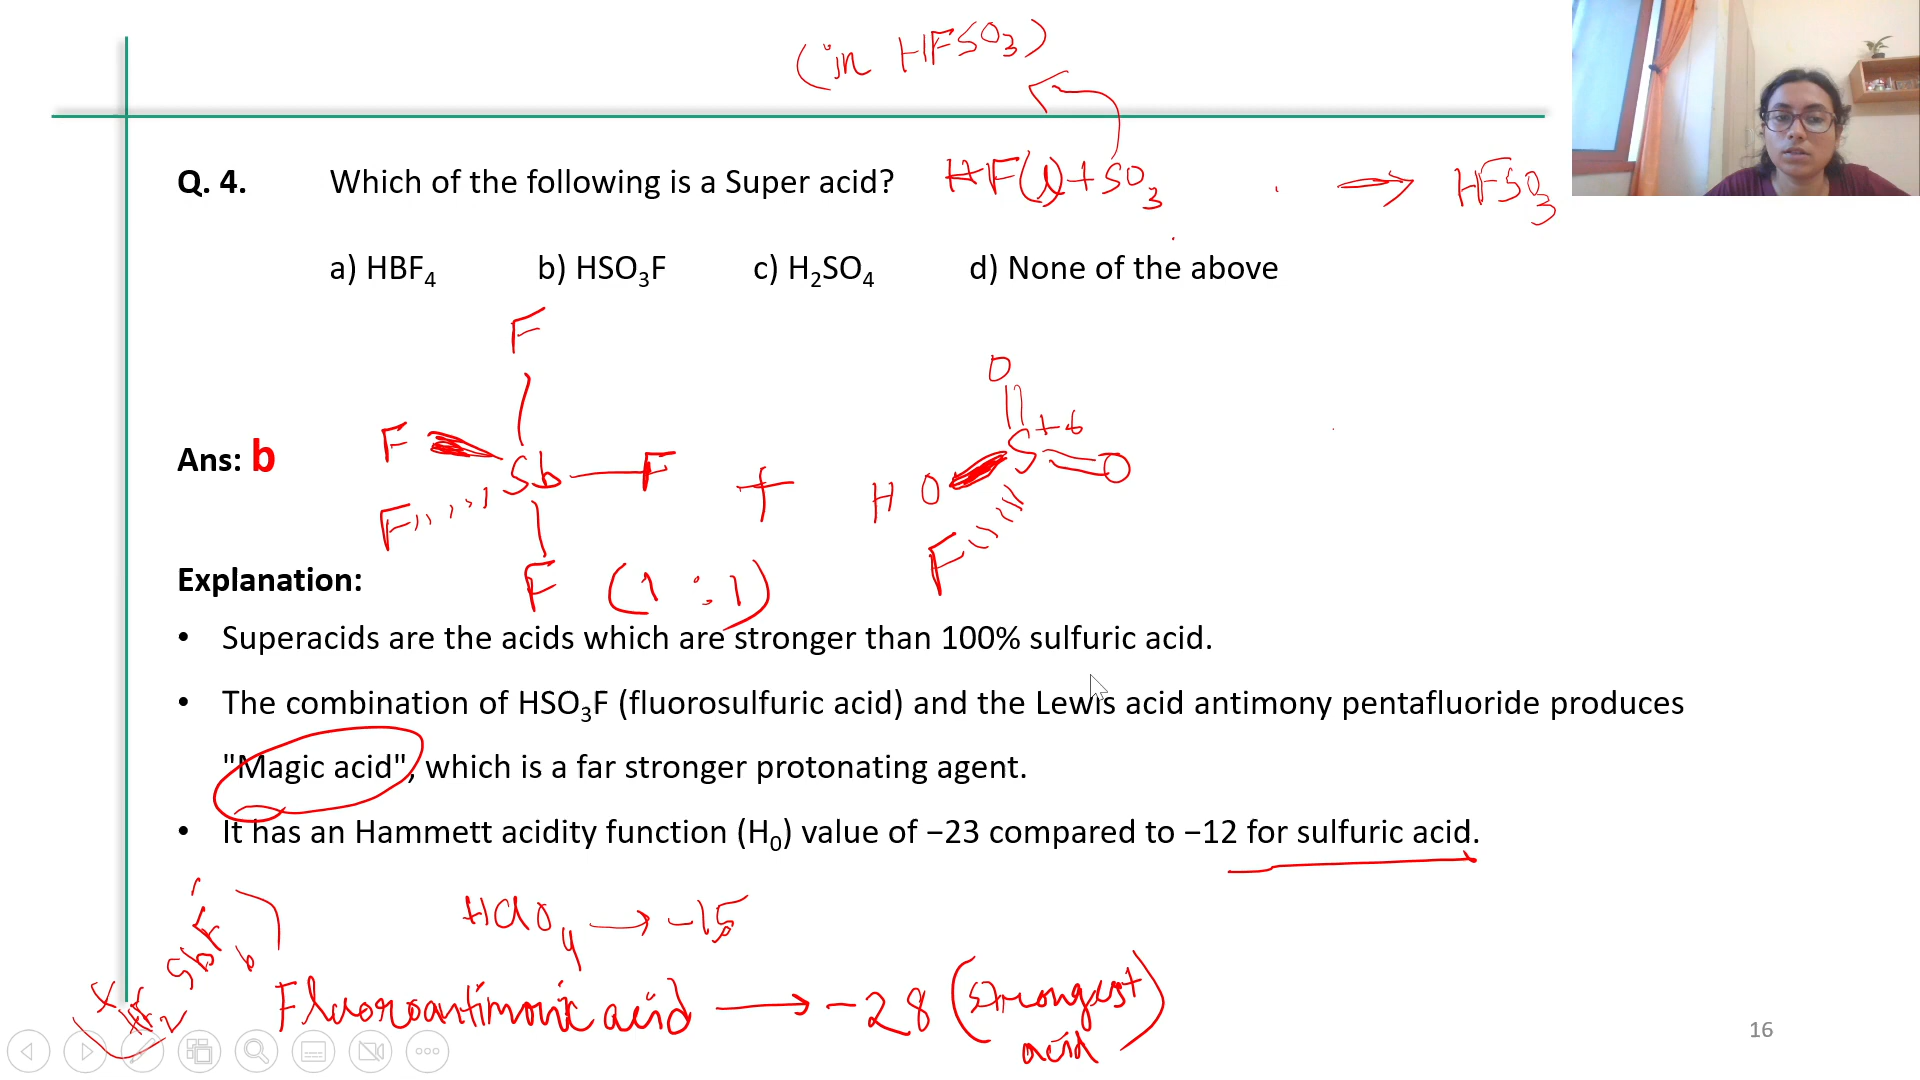 (in HFSO3)
Q. 4. Which of the following is a Super acid? HF(l) + SO3 → HFSO3
a) HBF4 b) HSO3F c) H2SO4 d) None of the above
F
O
F Sb F + H O S +6 O
Ans: b
F
F
F (1 : 1)
Explanation:
• Superacids are the acids which are stronger than 100% sulfuric acid.
• The combination of HSO3F (fluorosulfuric acid) and the Lewis acid antimony pentafluoride produces
"Magic acid", which is a far stronger protonating agent.
• It has an Hammett acidity function (H0) value of −23 compared to −12 for sulfuric acid.
HClO4 → -15
SbF6
Fluoroantimonic acid → -28 (strongest
acid)
16